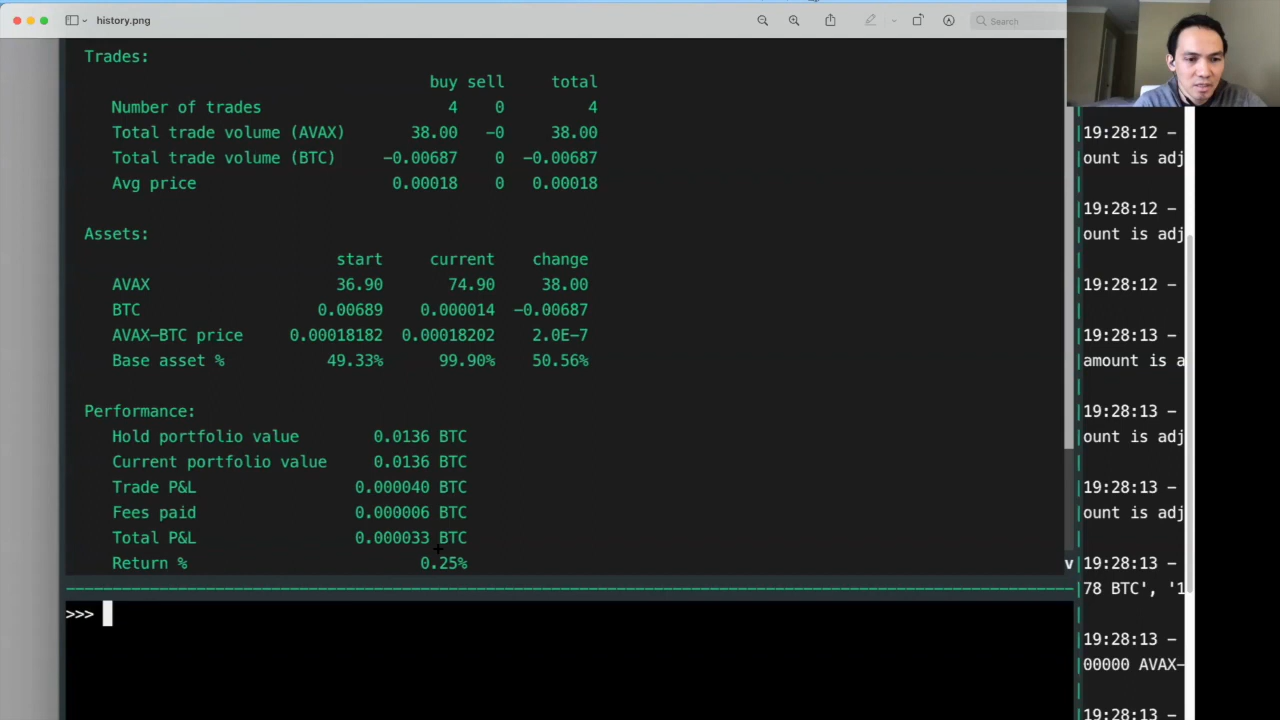 history.png
Search
Trades:
buy sell total
Number of trades 4 0 4
Total trade volume (AVAX) 38.00 -0 38.00
Total trade volume (BTC) -0.00687 0 -0.00687
Avg price 0.00018 0 0.00018
Assets:
start current change
AVAX 36.90 74.90 38.00
BTC 0.00689 0.000014 -0.00687
AVAX-BTC price 0.00018182 0.00018202 2.0E-7
Base asset % 49.33% 99.90% 50.56%
Performance:
Hold portfolio value 0.0136 BTC
Current portfolio value 0.0136 BTC
Trade P&L 0.000040 BTC
Fees paid 0.000006 BTC
Total P&L 0.000033 BTC
Return % 0.25%
v
>>>
19:28:12 -
ount is adj
19:28:12 -
ount is adj
19:28:12 -
19:28:13 -
amount is a
19:28:13 -
ount is adj
19:28:13 -
ount is adj
19:28:13 -
78 BTC', '1
19:28:13 -
00000 AVAX-
19:28:13 -